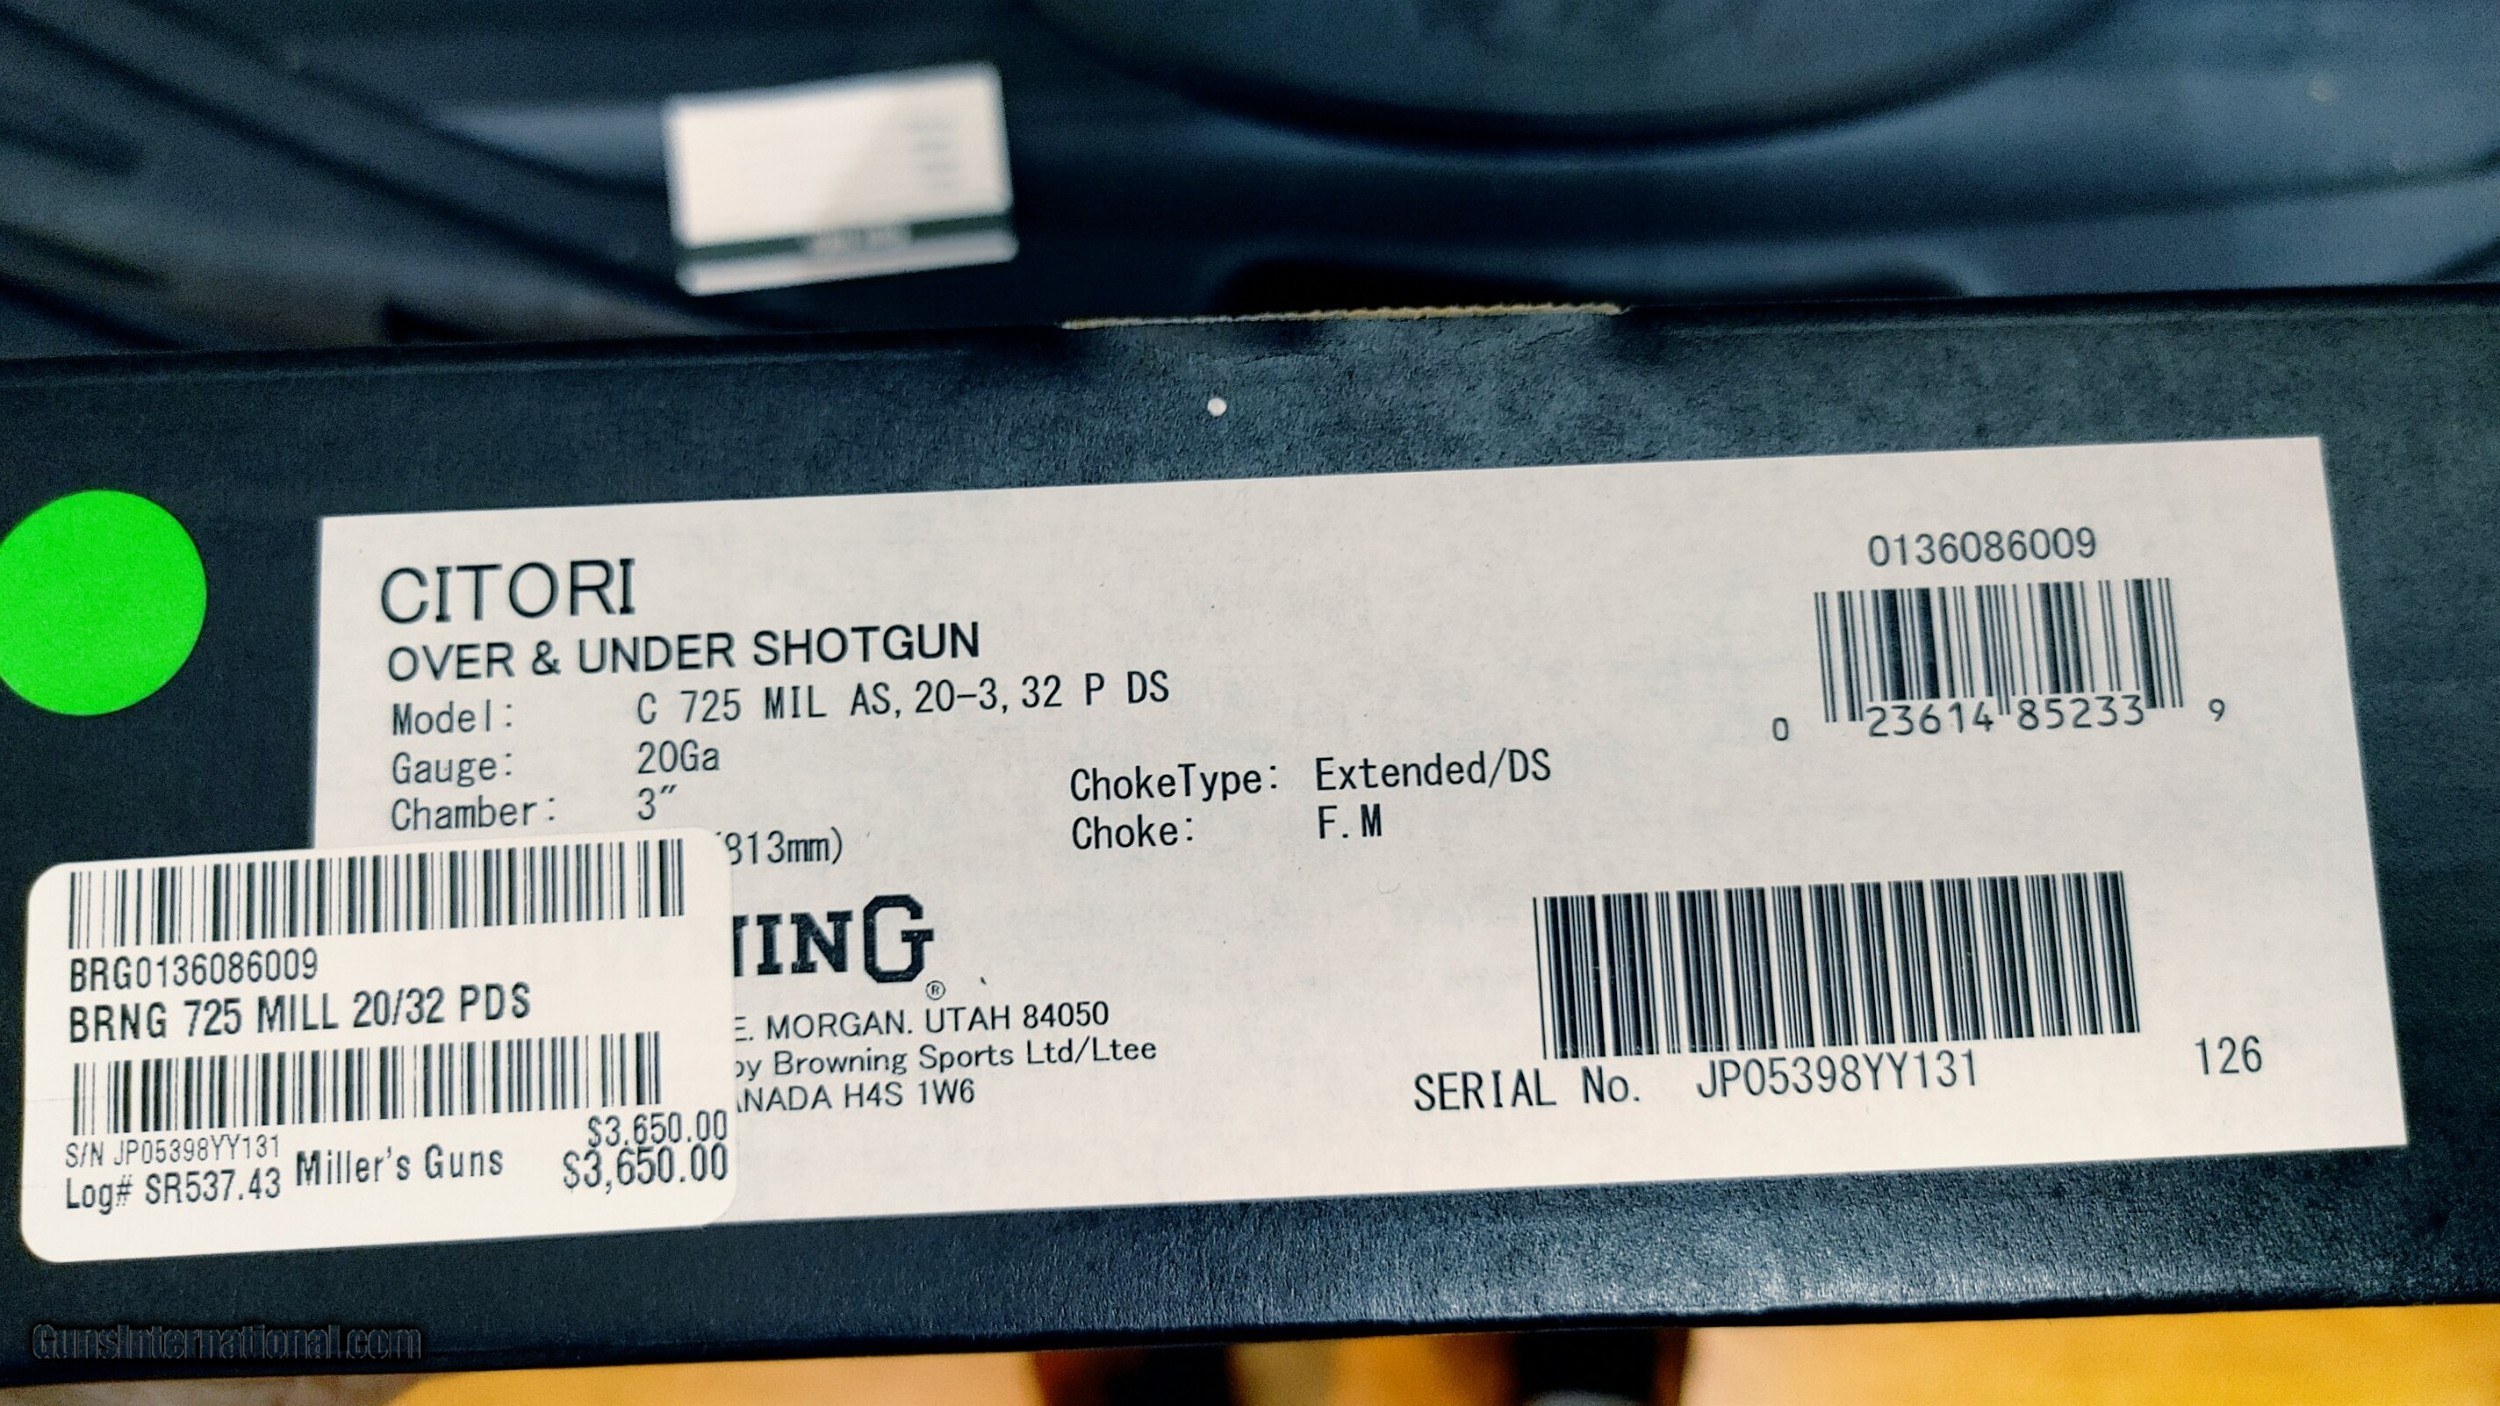 CITORI
OVER & UNDER SHOTGUN
Model: C 725 MIL AS, 20-3, 32 P DS
Gauge: 20Ga
Chamber: 3"
813mm)
ChokeType: Extended/DS
Choke: F.M
0136086009
0 23614 85233 9
ING
®
E. MORGAN. UTAH 84050
by Browning Sports Ltd/Ltee
ANADA H4S 1W6
SERIAL No. JP05398YY131
126
BRG0136086009
BRNG 725 MILL 20/32 PDS
S/N JP05398YY131
$3,650.00
Log# SR537.43 Miller's Guns $3,650.00
GunsInternational.com